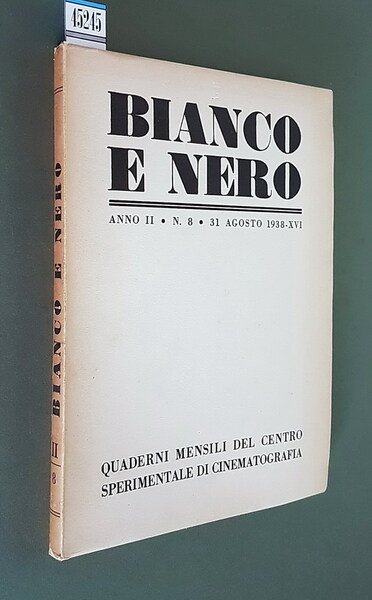 45245
BIANCO
E NERO
ANNO II • N. 8 • 31 AGOSTO 1938-XVI
QUADERNI MENSILI DEL CENTRO
SPERIMENTALE DI CINEMATOGRAFIA
BIANCO E NERO
II
8